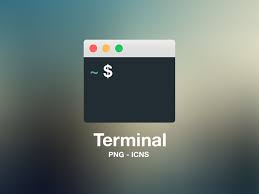 ~ $
Terminal
PNG - ICNS